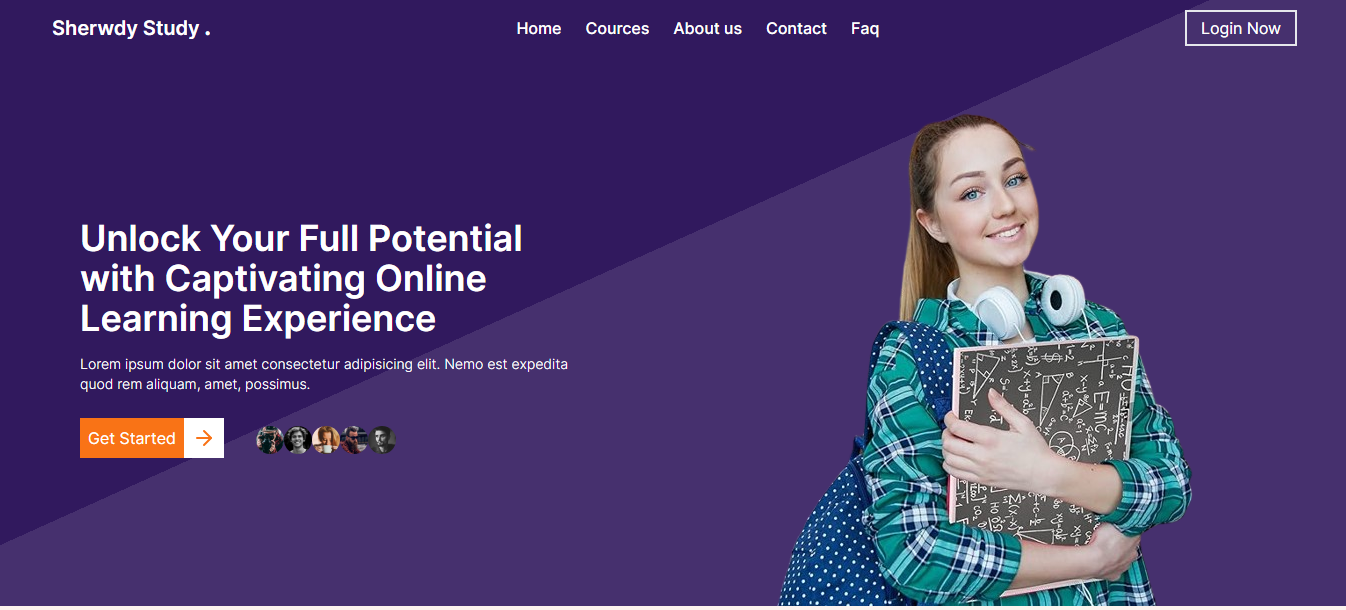 Sherwdy Study .
Home Cources About us Contact Faq
Login Now
Unlock Your Full Potential
with Captivating Online
Learning Experience
Lorem ipsum dolor sit amet consectetur adipisicing elit. Nemo est expedita
quod rem aliquam, amet, possimus.
Get Started
E=mc